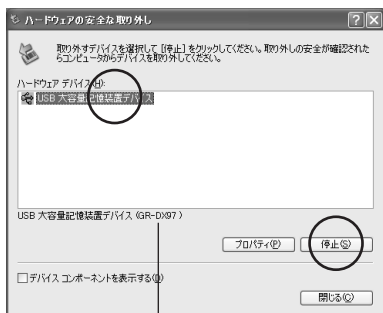 ハードウェアの安全な取り外し
取り外すデバイスを選択して [停止] をクリックしてください。取り外しの安全が確認された
らコンピュータからデバイスを取り外してください。
ハードウェア デバイス(H):
USB 大容量記憶装置デバイス
USB 大容量記憶装置デバイス (GR-DX97)
プロパティ(P)
停止(S)
デバイス コンポーネントを表示する(D)
閉じる(C)